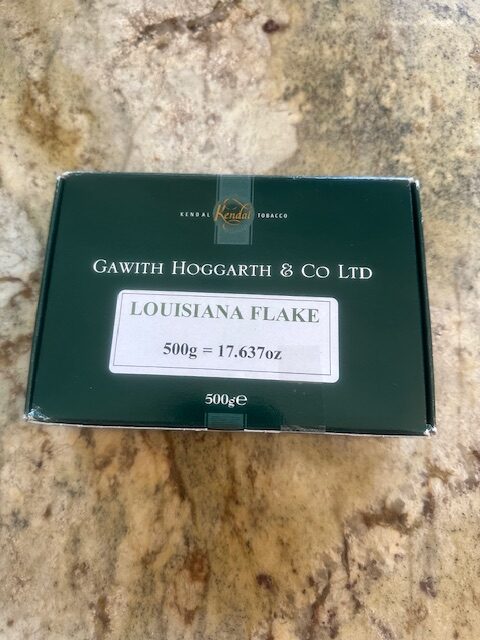 KENDAL Kendal TOBACCO
GAWITH HOGGARTH & CO LTD
LOUISIANA FLAKE
500g = 17.637oz
500g℮